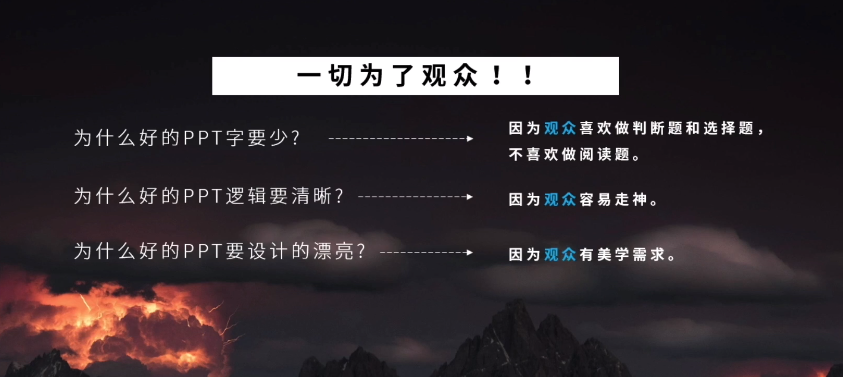 一切为了观众！！
为什么好的PPT字要少?
因为观众喜欢做判断题和选择题，
不喜欢做阅读题。
为什么好的PPT逻辑要清晰?
因为观众容易走神。
为什么好的PPT要设计的漂亮?
因为观众有美学需求。